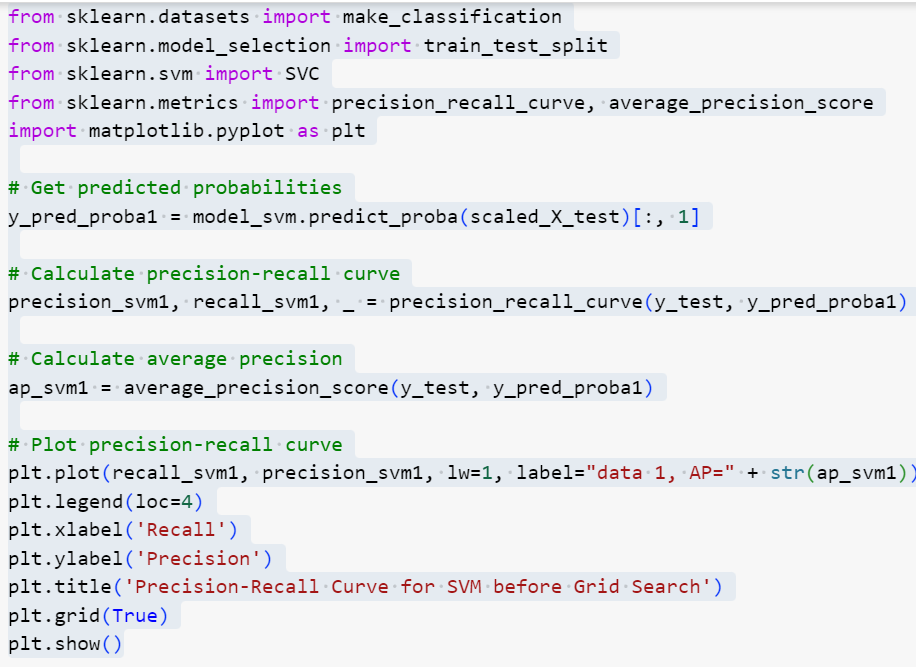 from sklearn.datasets import make_classification
from sklearn.model_selection import train_test_split
from sklearn.svm import SVC
from sklearn.metrics import precision_recall_curve, average_precision_score
import matplotlib.pyplot as plt
# Get predicted probabilities
y_pred_proba1 = model_svm.predict_proba(scaled_X_test)[:, 1]
# Calculate precision-recall curve
precision_svm1, recall_svm1, _ = precision_recall_curve(y_test, y_pred_proba1)
# Calculate average precision
ap_svm1 = average_precision_score(y_test, y_pred_proba1)
# Plot precision-recall curve
plt.plot(recall_svm1, precision_svm1, lw=1, label="data 1, AP=" + str(ap_svm1))
plt.legend(loc=4)
plt.xlabel('Recall')
plt.ylabel('Precision')
plt.title('Precision-Recall Curve for SVM before Grid Search')
plt.grid(True)
plt.show()